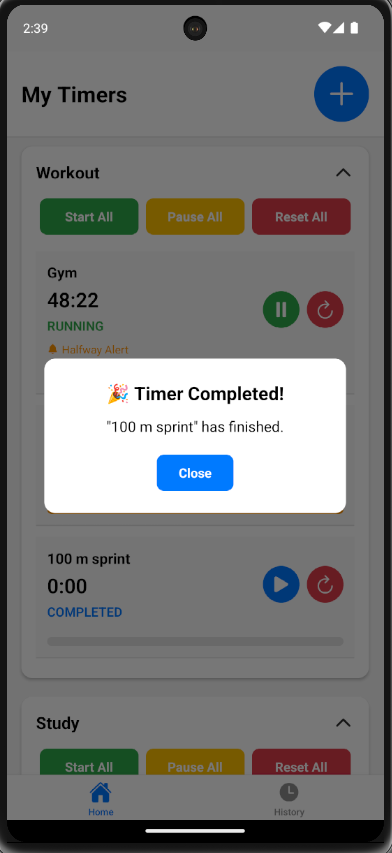 2:39
My Timers
Workout
Start All
Pause All
Reset All
Gym
48:22
RUNNING
Halfway Alert
🎉 Timer Completed!
"100 m sprint" has finished.
Close
100 m sprint
0:00
COMPLETED
Study
Start All
Pause All
Reset All
Home
History